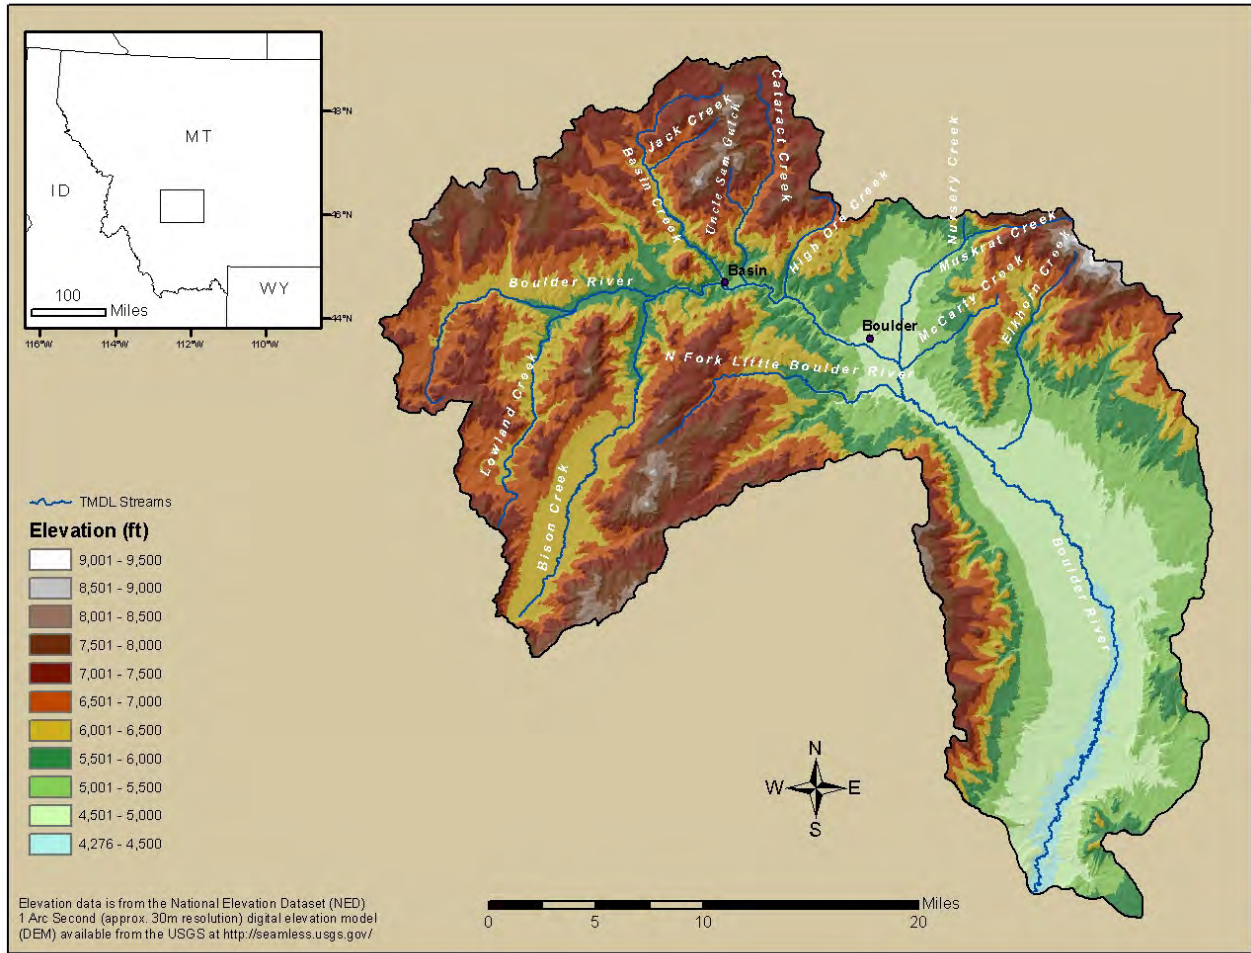 MT
ID
WY
100
Miles
48°N
46°N
44°N
116°W
114°W
112°W
110°W
Jack Creek
Basin Creek
Uncle Sam Gulch
Cataract Creek
High Ore Creek
Nursery Creek
Muskrat Creek
McCarty Creek
Elkhorn Creek
Basin
Boulder River
Boulder
N Fork Little Boulder River
Lowland Creek
Bison Creek
Boulder River
TMDL Streams
Elevation (ft)
9,001 - 9,500
8,501 - 9,000
8,001 - 8,500
7,501 - 8,000
7,001 - 7,500
6,501 - 7,000
6,001 - 6,500
5,501 - 6,000
5,001 - 5,500
4,501 - 5,000
4,276 - 4,500
N
W
E
S
Elevation data is from the National Elevation Dataset (NED)
1 Arc Second (approx. 30m resolution) digital elevation model
(DEM) available from the USGS at http://seamless.usgs.gov/
Miles
0 5 10 20